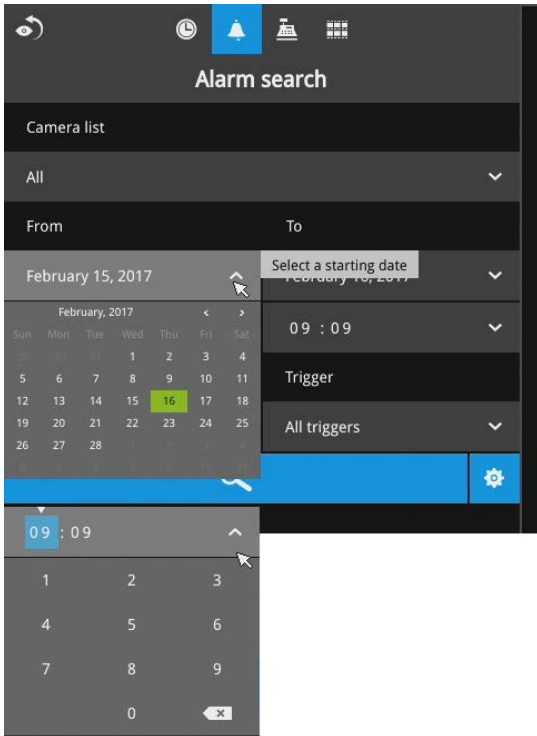 Alarm search
Camera list
All
From To
Select a starting date
February 15, 2017 February 16, 2017
February, 2017 ‹ ›
Sun Mon Tue Wed Thu Fri Sat
1 2 3 4
09 : 09
5 6 7 8 9 10 11
Trigger
12 13 14 15 16 17 18
19 20 21 22 23 24 25
All triggers
26 27 28
09 : 09
1 2 3
4 5 6
7 8 9
0